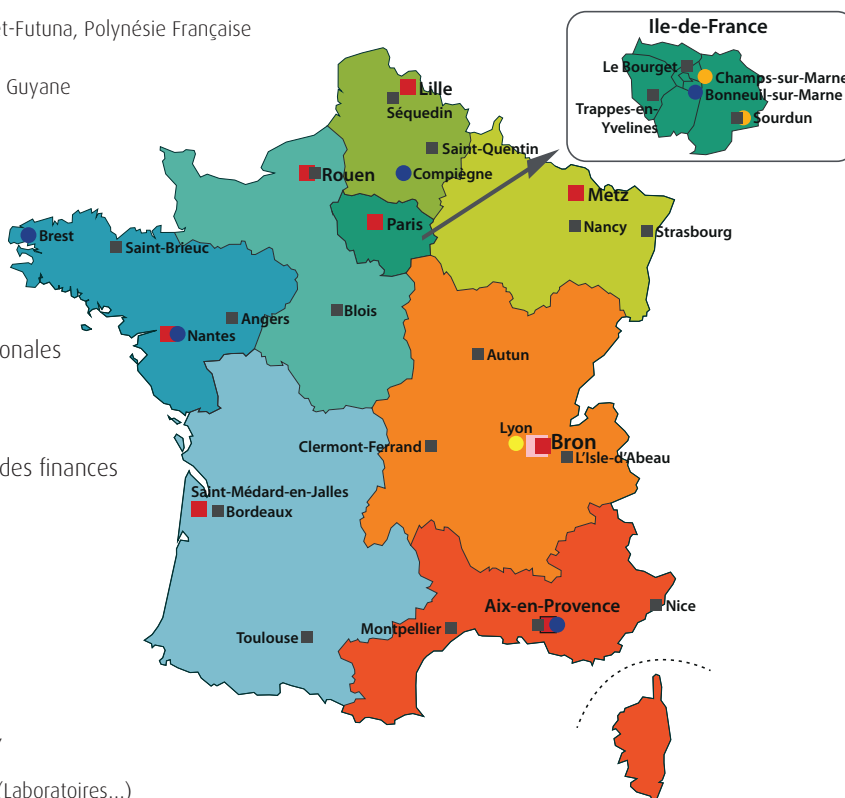 et-Futuna, Polynésie Française
Guyane
Ile-de-France
Le Bourget
Champs-sur-Marne
Bonneuil-sur-Marne
Trappes-en-
Yvelines
Sourdun
Lille
Séquedin
Saint-Quentin
Rouen
Compiègne
Metz
Paris
Nancy
Strasbourg
Brest
Saint-Brieuc
Angers
Blois
Nantes
onales
Autun
Lyon
Bron
Clermont-Ferrand
L'Isle-d'Abeau
des finances
Saint-Médard-en-Jalles
Bordeaux
Aix-en-Provence
Nice
Montpellier
Toulouse
(Laboratoires...)